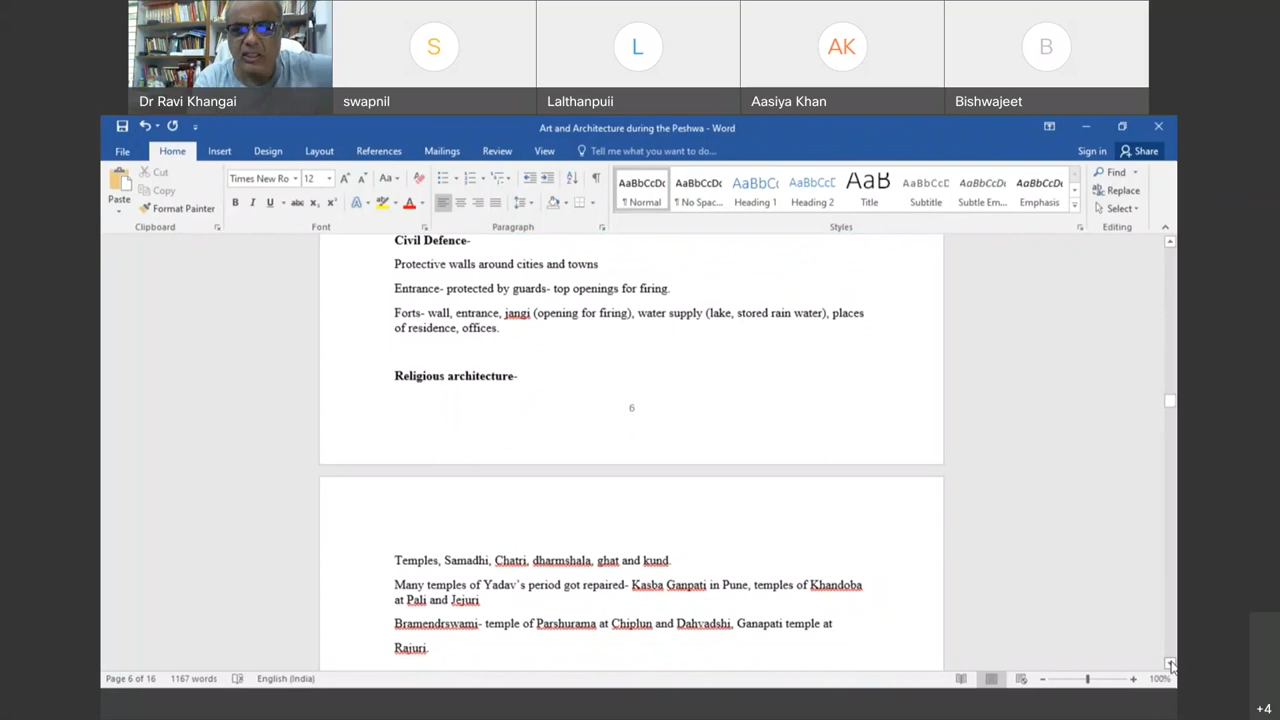 S
L
AK
B
Dr Ravi Khangai
swapnil
Lalthanpuii
Aasiya Khan
Bishwajeet
Art and Architecture during the Peshwa - Word
File
Home
Insert
Design
Layout
References
Mailings
Review
View
Tell me what you want to do...
Sign in
Share
Paste
Cut
Copy
Format Painter
Clipboard
Times New Ro
12
Font
Paragraph
AaBbCcDc
¶ Normal
AaBbCcDc
¶ No Spac...
AaBbC(
Heading 1
AaBbCcC
Heading 2
AaB
Title
AaBbCcD
Subtitle
AaBbCcDc
Subtle Em...
AaBbCcDc
Emphasis
Styles
Find
Replace
Select
Editing
Civil Defence-
Protective walls around cities and towns
Entrance- protected by guards- top openings for firing.
Forts- wall, entrance, jangi (opening for firing), water supply (lake, stored rain water), places
of residence, offices.
Religious architecture-
6
Temples, Samadhi, Chatri, dharmshala, ghat and kund.
Many temples of Yadav's period got repaired- Kasba Ganpati in Pune, temples of Khandoba
at Pali and Jejuri
Bramendrswami- temple of Parshurama at Chiplun and Dahvadshi, Ganapati temple at
Rajuri.
Page 6 of 16
1167 words
English (India)
100%
+4